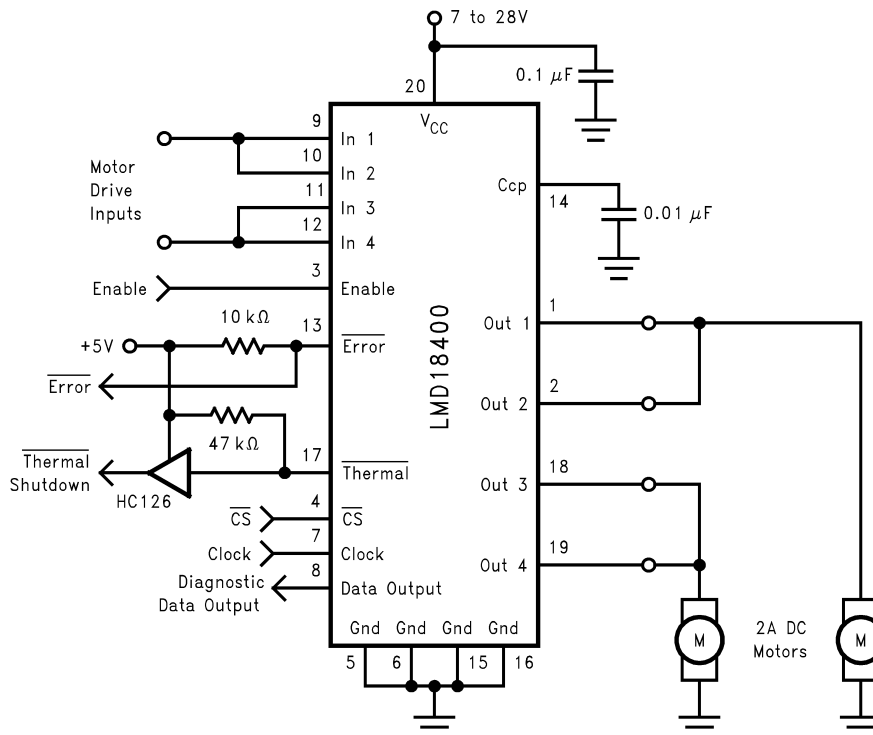 7 to 28V
0.1 μF
20
VCC
9
In 1
10
In 2
11
In 3
12
In 4
Motor
Drive
Inputs
Ccp
14
0.01 μF
3
Enable
Enable
13
10 kΩ
+5V
Error
Error
47 kΩ
17
Thermal
Thermal
Shutdown
HC126
4
CS
CS
7
Clock
Clock
8
Diagnostic
Data Output
Data Output
LMD18400
1
Out 1
2
Out 2
18
Out 3
19
Out 4
Gnd Gnd Gnd Gnd
5 6 15 16
M
2A DC
Motors
M